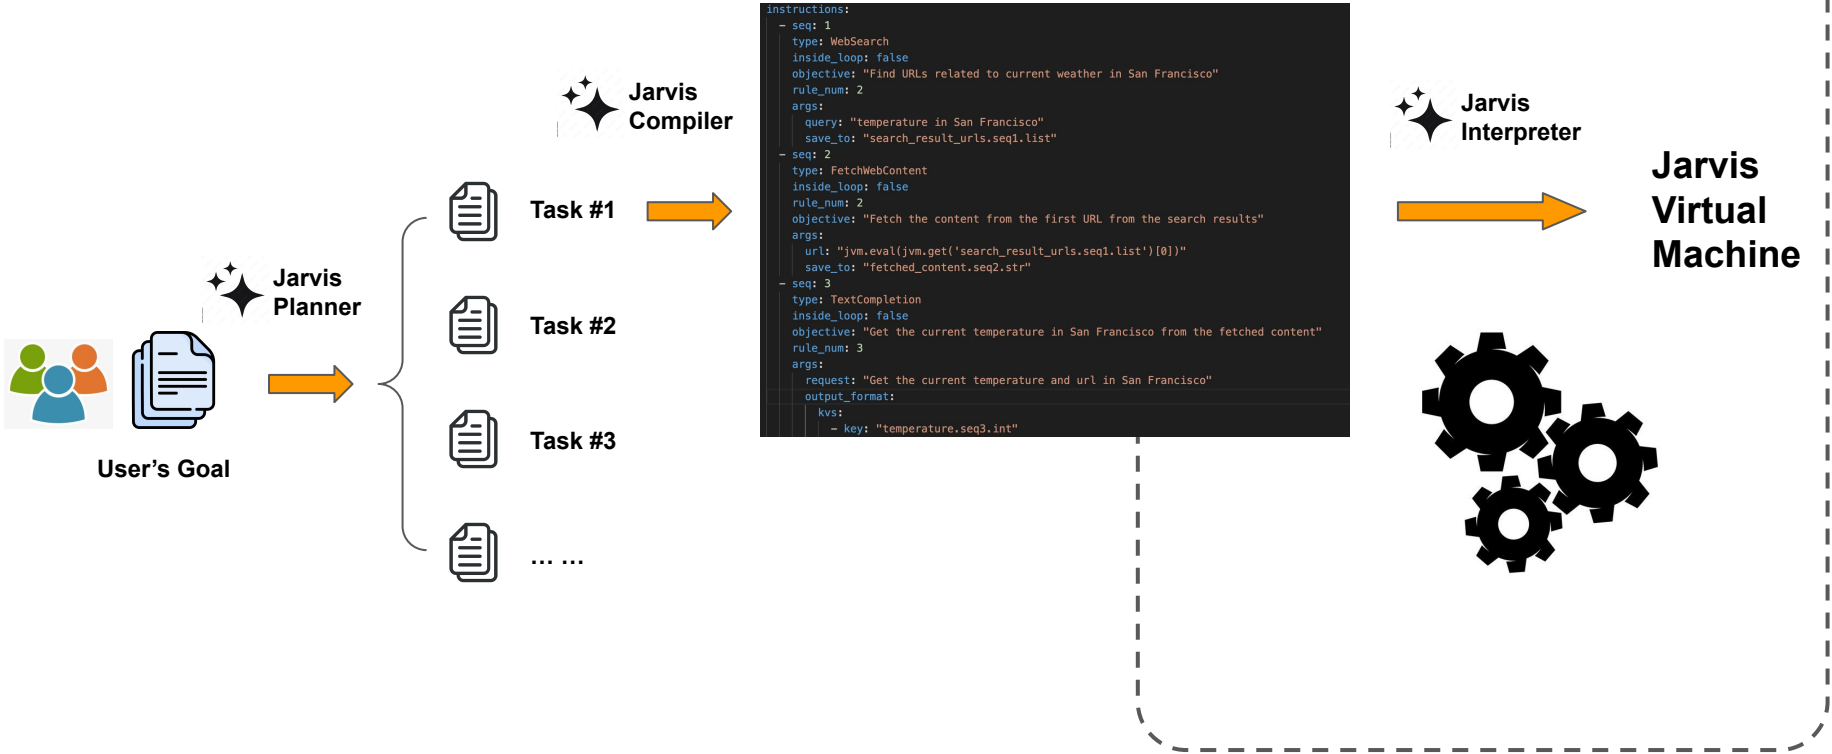 User's Goal
Jarvis
Planner
Task #1
Task #2
Task #3
... ...
Jarvis
Compiler
instructions:
- seq: 1
type: WebSearch
inside_loop: false
objective: "Find URLs related to current weather in San Francisco"
rule_num: 2
args:
query: "temperature in San Francisco"
save_to: "search_result_urls.seq1.list"
- seq: 2
type: FetchWebContent
inside_loop: false
rule_num: 2
objective: "Fetch the content from the first URL from the search results"
args:
url: "jvm.eval(jvm.get('search_result_urls.seq1.list')[0])"
save_to: "fetched_content.seq2.str"
- seq: 3
type: TextCompletion
inside_loop: false
objective: "Get the current temperature in San Francisco from the fetched content"
rule_num: 3
args:
request: "Get the current temperature and url in San Francisco"
output_format:
kvs:
- key: "temperature.seq3.int"
Jarvis
Interpreter
Jarvis
Virtual
Machine